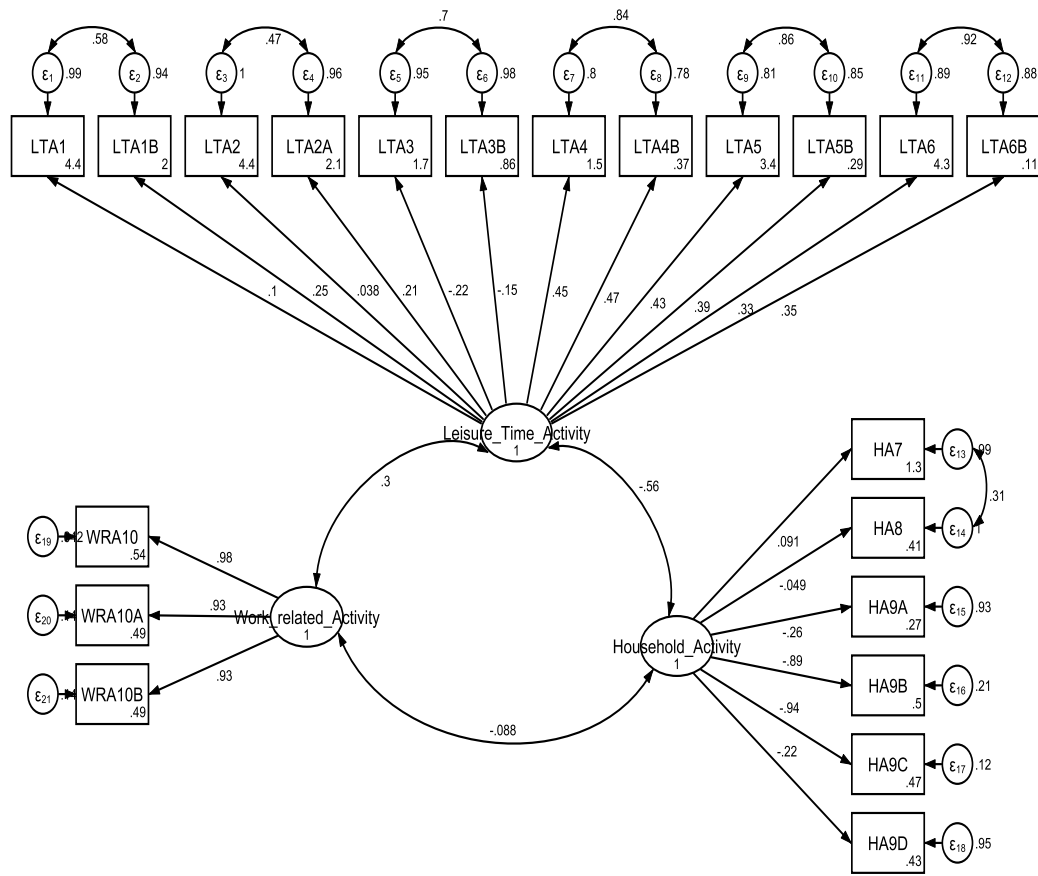 .58 .47 .7 .84 .86 .92
ε1 .99 ε2 .94 ε3 1 ε4 .96 ε5 .95 ε6 .98 ε7 .8 ε8 .78 ε9 .81 ε10 .85 ε11 .89 ε12 .88
LTA1 LTA1B LTA2 LTA2A LTA3 LTA3B LTA4 LTA4B LTA5 LTA5B LTA6 LTA6B
4.4 2 4.4 2.1 1.7 .86 1.5 .37 3.4 .29 4.3 .11
.1 .25 .038 .21 -.22 -.15 .45 .47 .43 .39 .33 .35
Leisure_Time_Activity
1
.3 -.56
HA7 ε13 .99
1.3
.31
HA8 ε14 1
.41
.091
-.049
HA9A ε15 .93
.27
-.26
HA9B ε16 .21
.5
-.89
HA9C ε17 .12
.47
-.94
HA9D ε18 .95
.43
-.22
Household_Activity
1
ε19 WRA10
.54
.98
ε20 WRA10A
.49
.93
ε21 WRA10B
.49
.93
Work_related_Activity
1
-.088